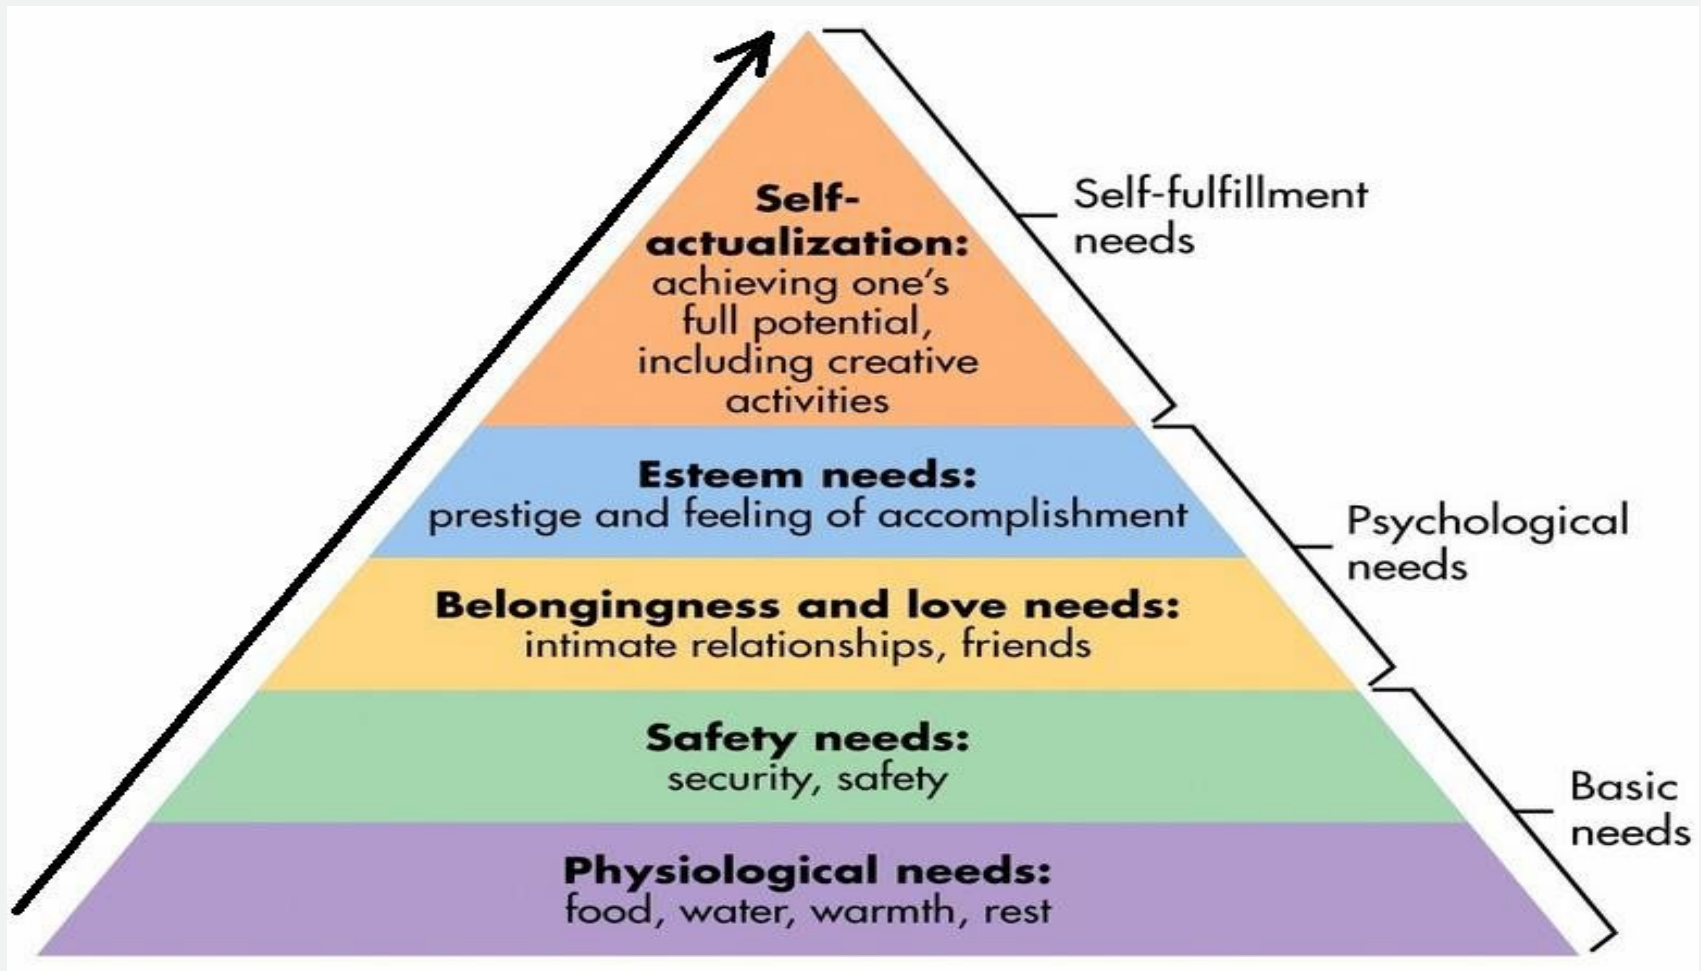 Self-
actualization:
achieving one's
full potential,
including creative
activities
Self-fulfillment
needs
Esteem needs:
prestige and feeling of accomplishment
Psychological
needs
Belongingness and love needs:
intimate relationships, friends
Safety needs:
security, safety
Basic
needs
Physiological needs:
food, water, warmth, rest